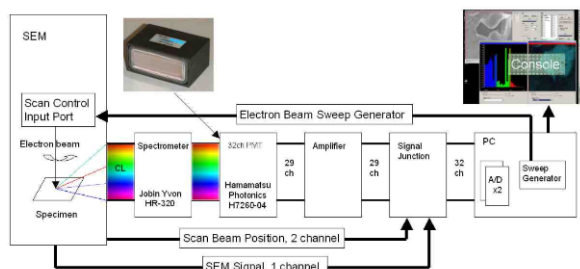 SEM
Console
Scan Control
Input Port
Electron Beam Sweep Generator
Electron beam
CL
Spectrometer
Jobin Yvon
HR-320
32ch PMT
Hamamatsu
Photonics
H7260-04
29
ch
Amplifier
29
ch
Signal
Junction
32
ch
PC
A/D
x2
Sweep
Generator
Specimen
Scan Beam Position, 2 channel
SEM Signal, 1 channel